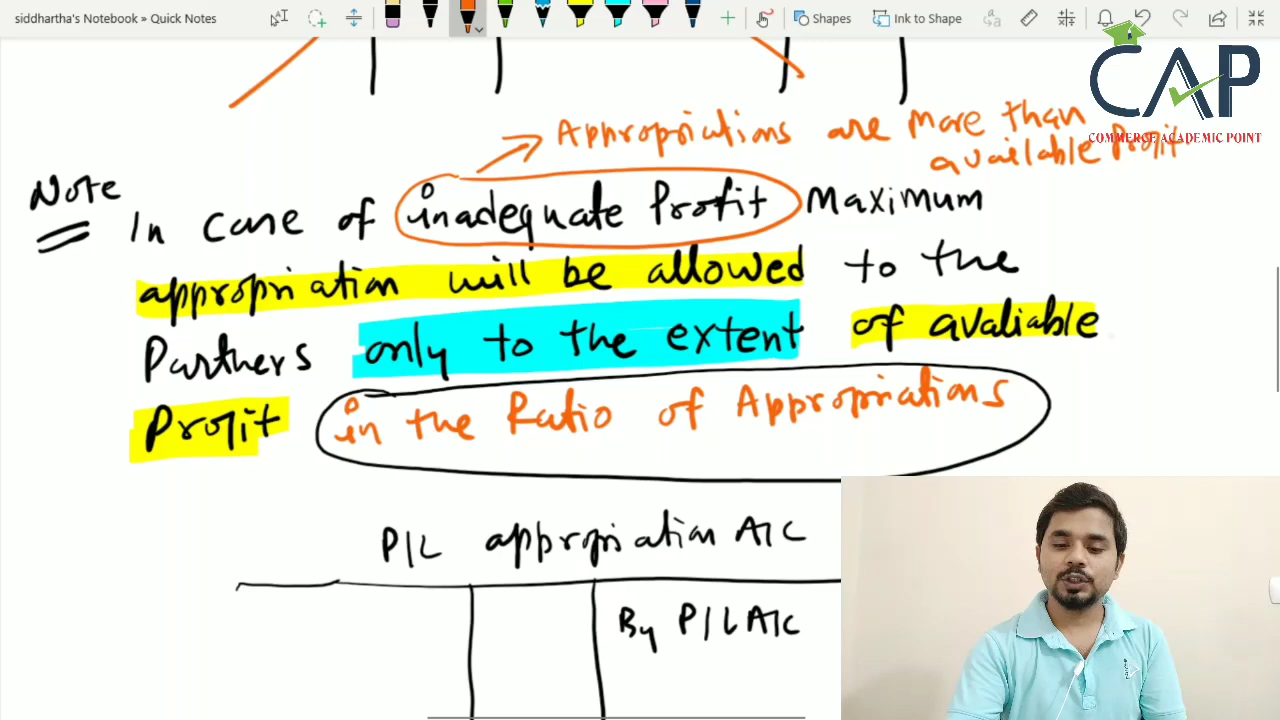 siddhartha's Notebook » Quick Notes
Shapes
Ink to Shape
CAP
COMMERCE ACADEMIC POINT
Appropriations are more than
available Profit
Note
In case of inadequate Profit Maximum
appropriation will be allowed to the
Partners only to the extent of avaliable
Profit in the Ratio of Appropriations
P/L appropriation A/C
By P/L A/C